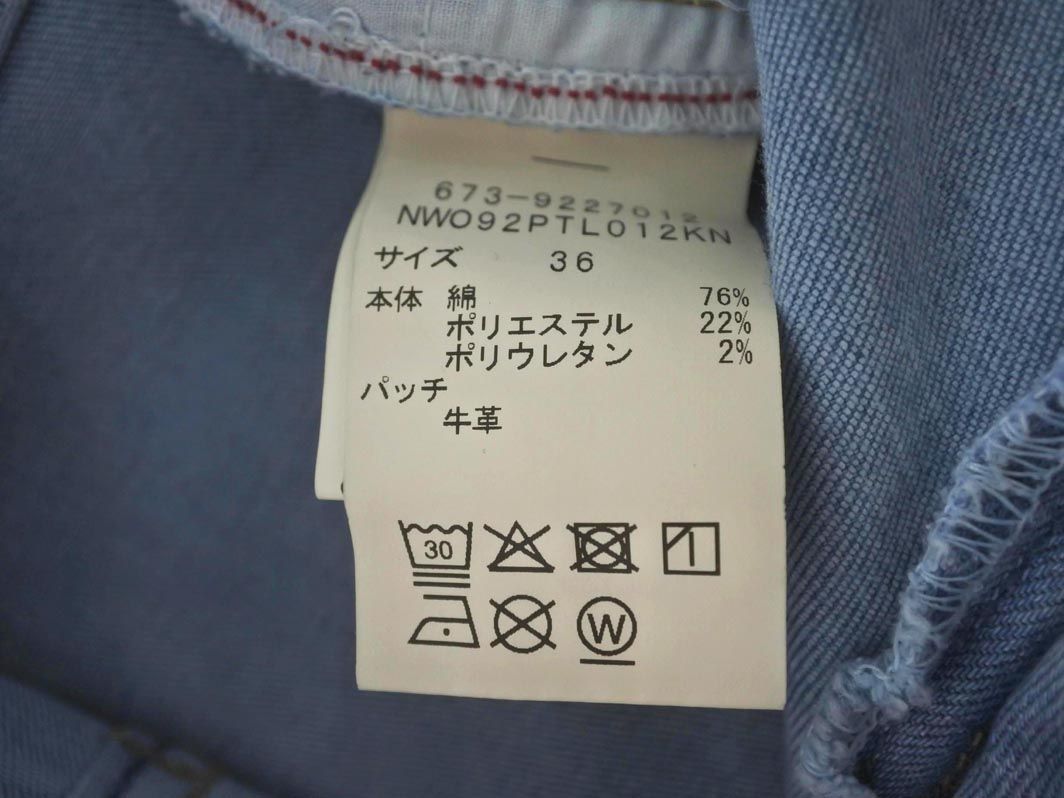 673-9227012
NW092PTL012KN
サイズ 36
本体 綿 76%
ポリエステル 22%
ポリウレタン 2%
パッチ
牛革
30
W